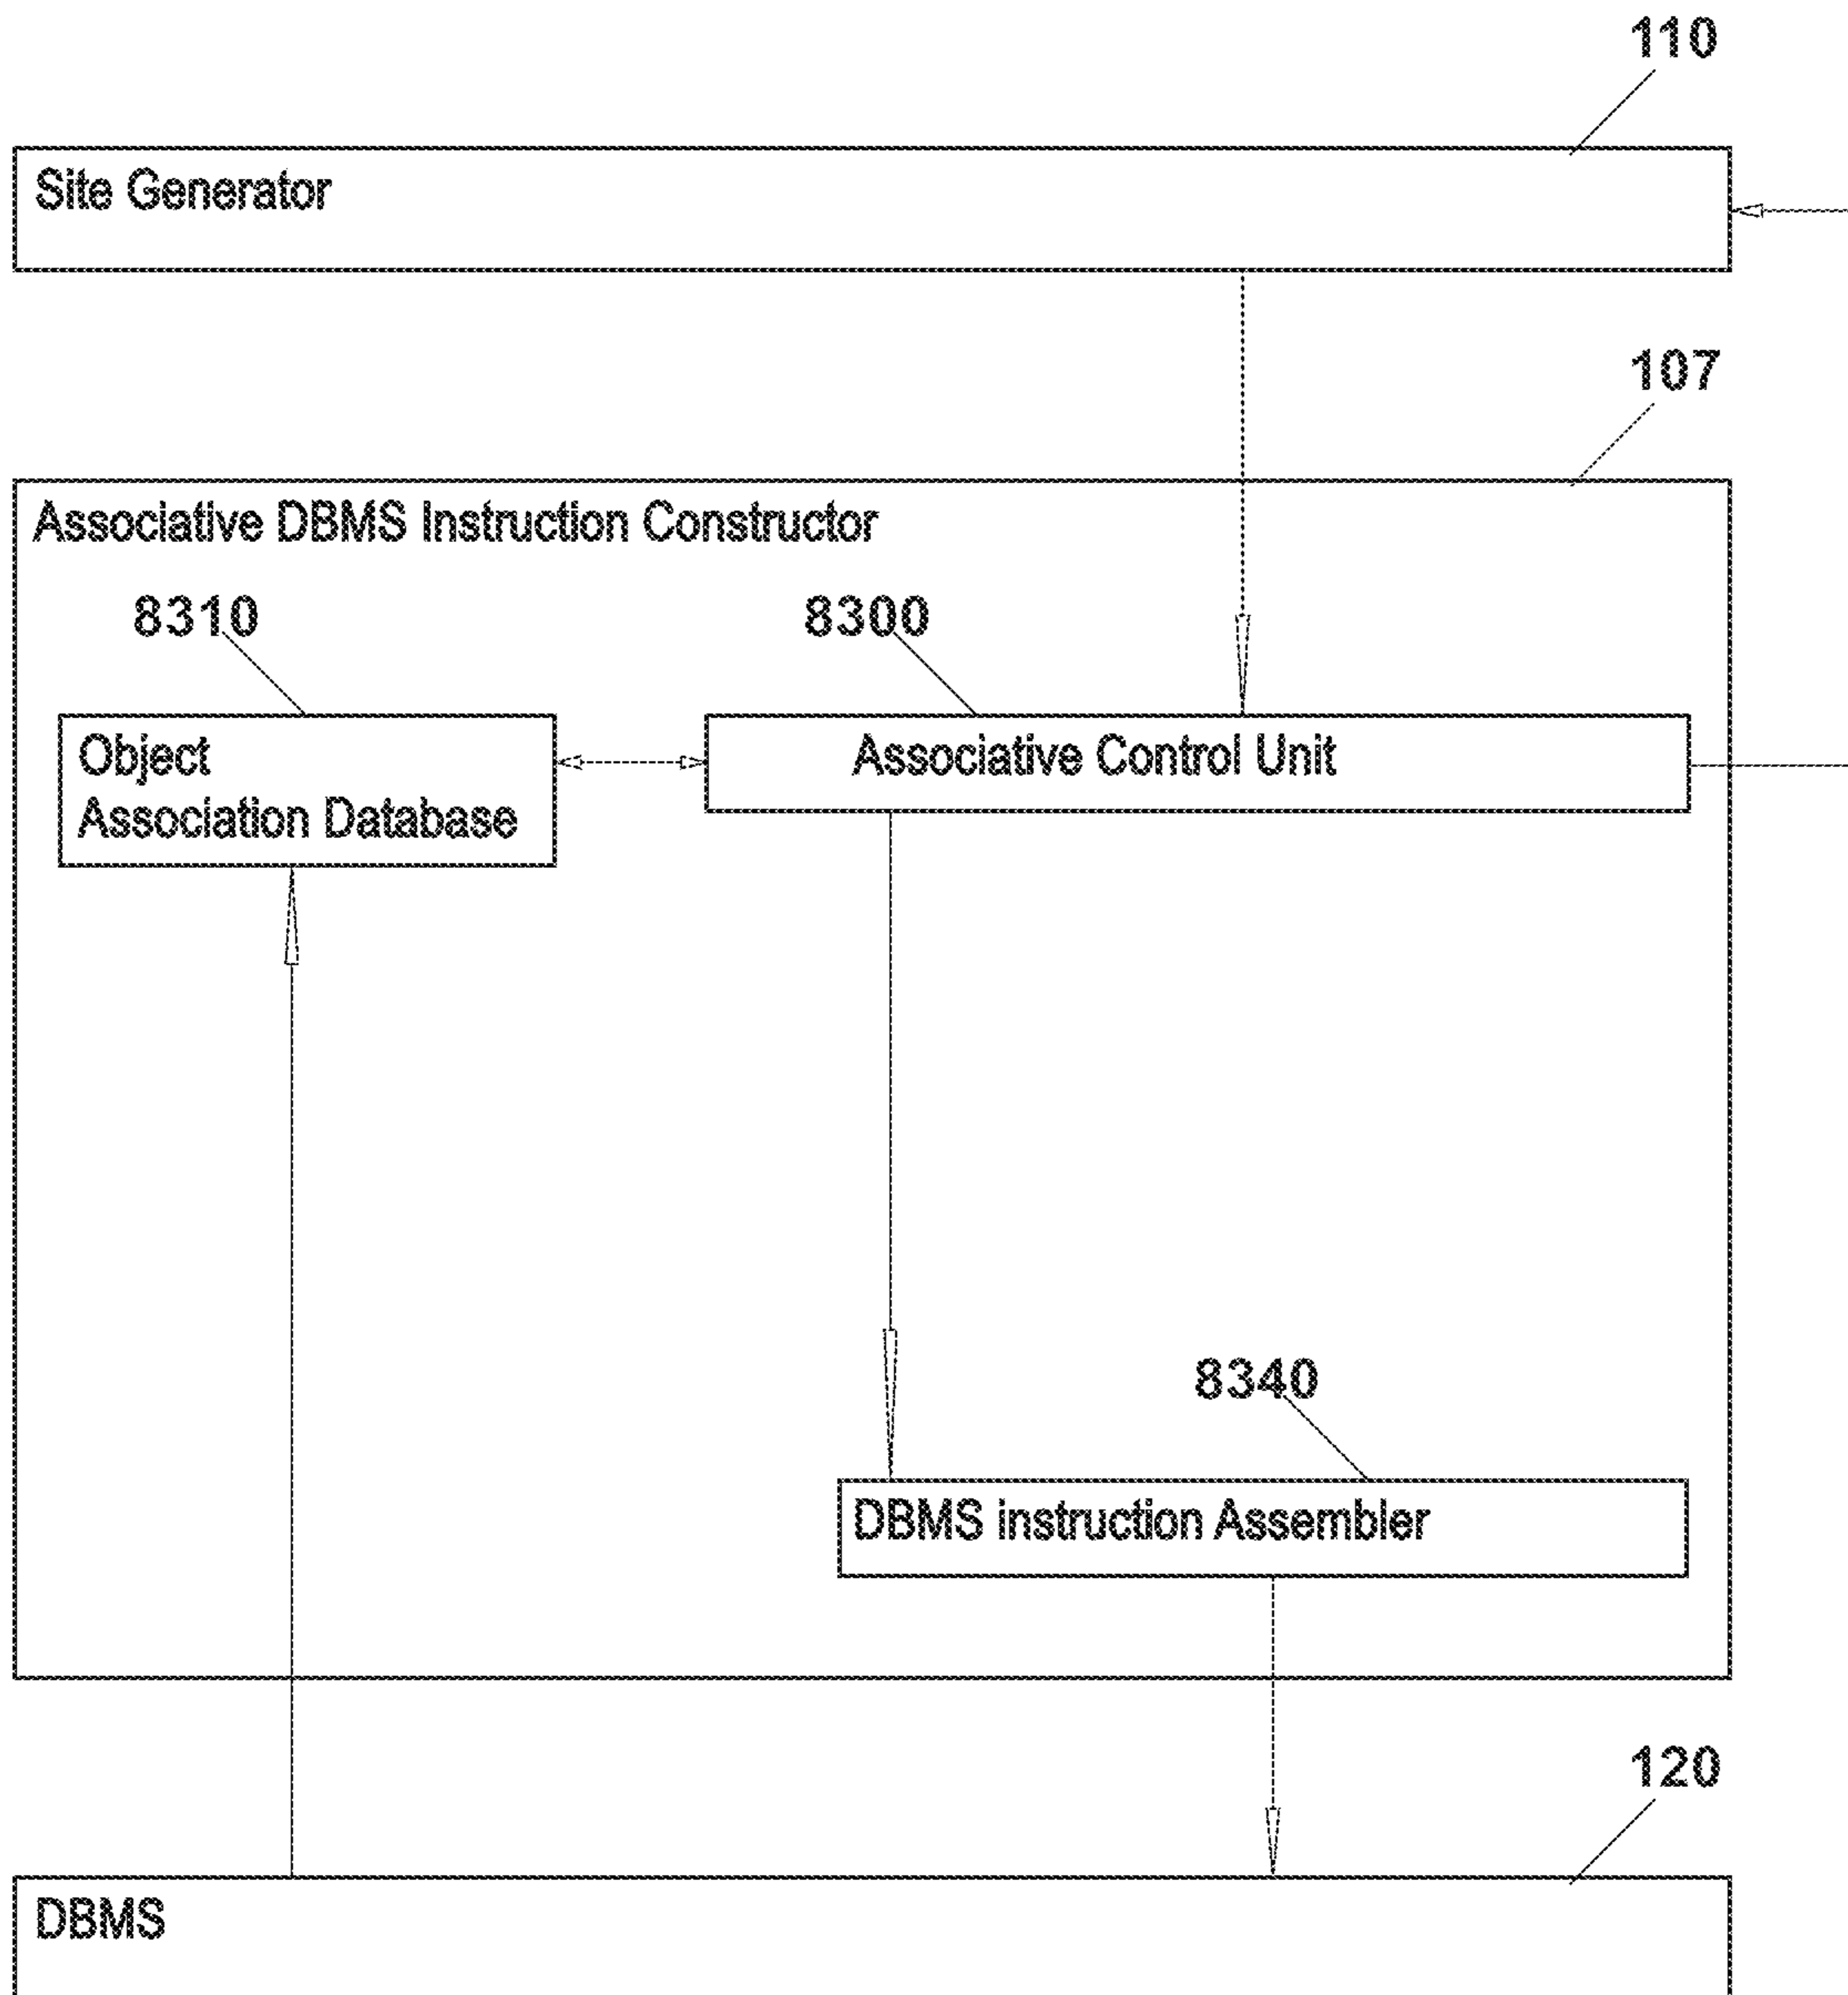 110
Site Generator
107
Associative DBMS Instruction Constructor
8310
8300
Object
Association Database
Associative Control Unit
8340
DBMS instruction Assembler
120
DBMS